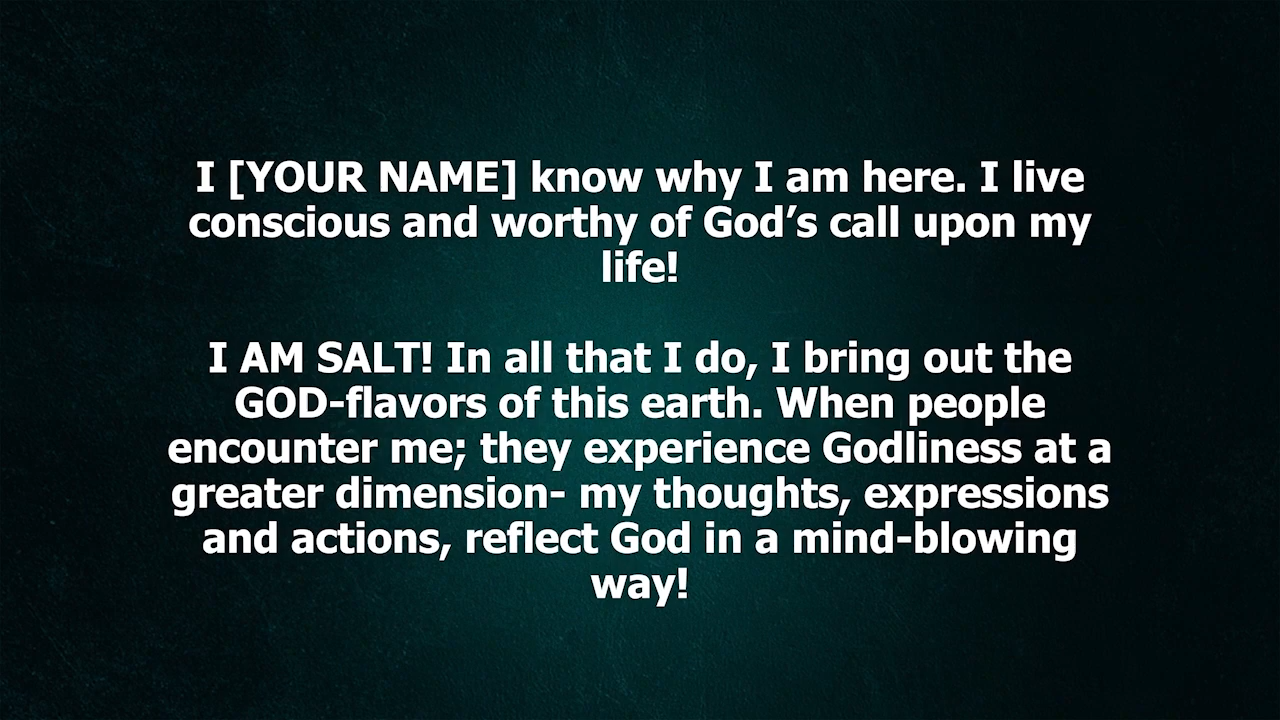 I [YOUR NAME] know why I am here. I live
conscious and worthy of God’s call upon my
life!
I AM SALT! In all that I do, I bring out the
GOD-flavors of this earth. When people
encounter me; they experience Godliness at a
greater dimension- my thoughts, expressions
and actions, reflect God in a mind-blowing
way!